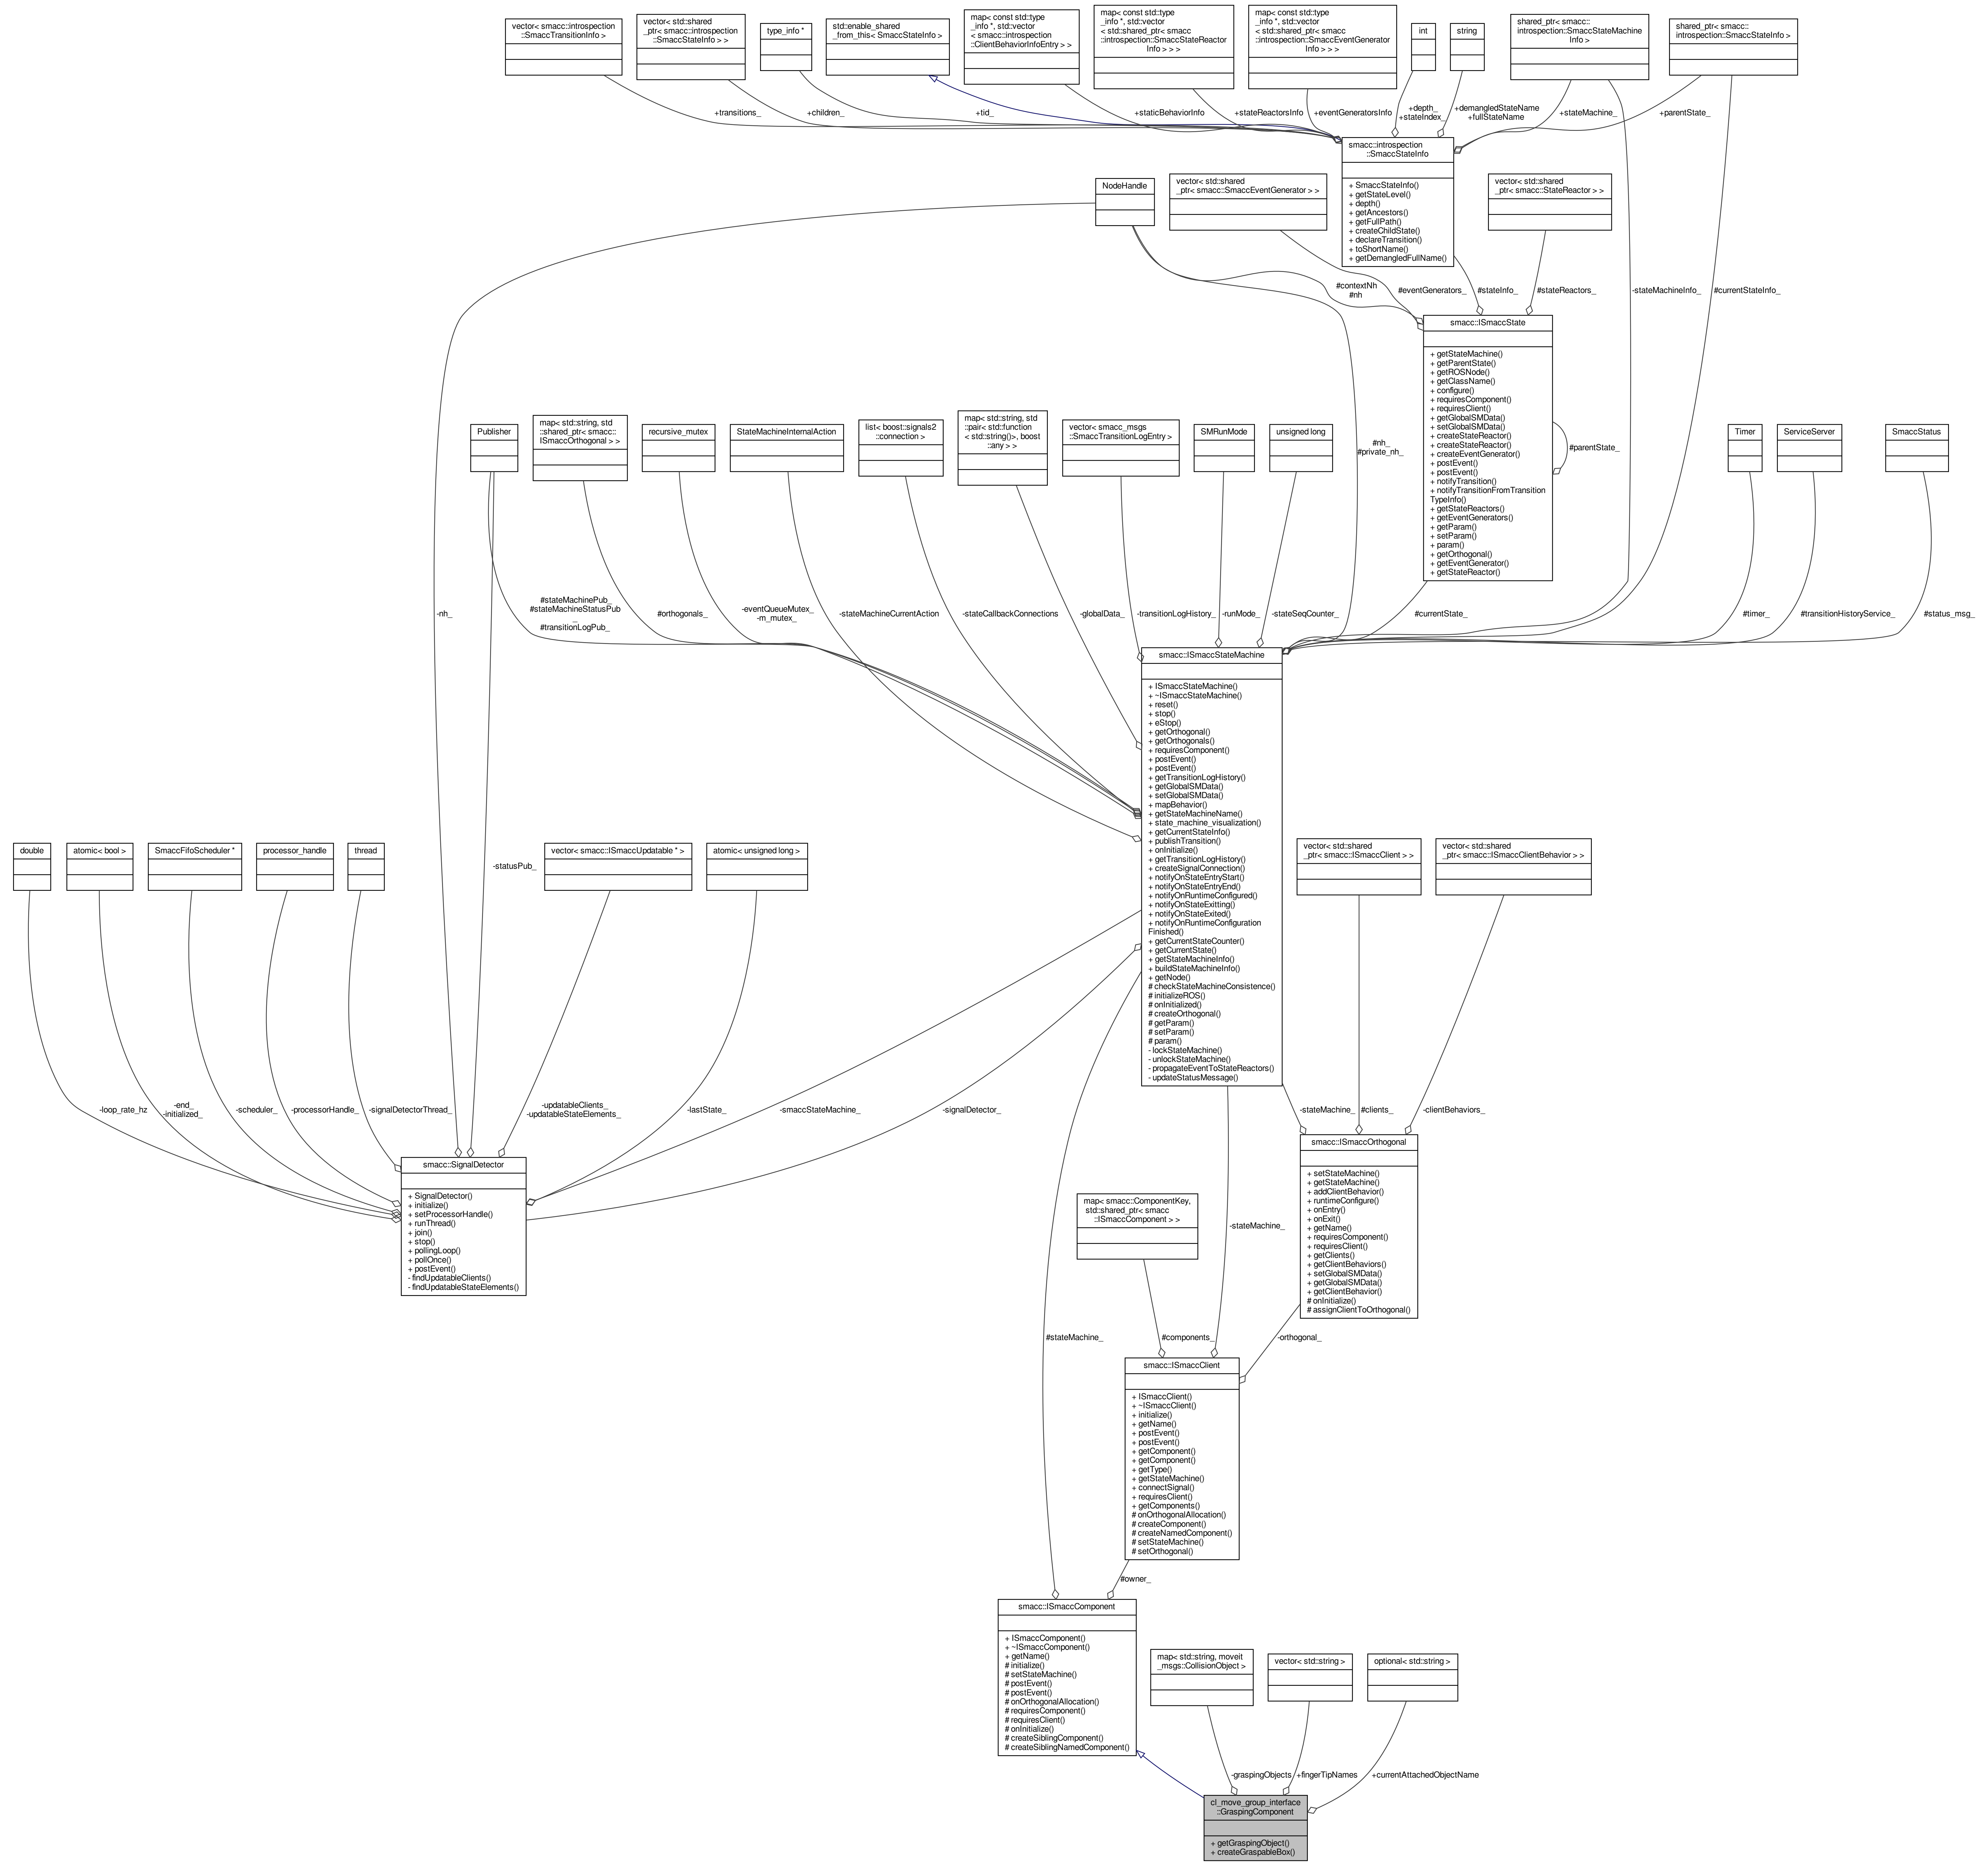 vector< smacc::introspection
::SmaccTransitionInfo >
vector< std::shared
_ptr< smacc::introspection
::SmaccStateInfo > >
type_info *
std::enable_shared
_from_this< SmaccStateInfo >
map< const std::type
_info *, std::vector
< smacc::introspection
::ClientBehaviorInfoEntry > >
map< const std::type
_info *, std::vector
< std::shared_ptr< smacc
::introspection::SmaccStateReactor
Info > > >
map< const std::type
_info *, std::vector
< std::shared_ptr< smacc
::introspection::SmaccEventGenerator
Info > > >
int
string
shared_ptr< smacc::
introspection::SmaccStateMachine
Info >
shared_ptr< smacc::
introspection::SmaccStateInfo >
+transitions_
+children_
+tid_
+staticBehaviorInfo
+stateReactorsInfo
+eventGeneratorsInfo
+depth_
+stateIndex_
+demangledStateName
+fullStateName
+stateMachine_
+parentState_
smacc::introspection
::SmaccStateInfo
+ SmaccStateInfo()
+ getStateLevel()
+ depth()
+ getAncestors()
+ getFullPath()
+ createChildState()
+ declareTransition()
+ toShortName()
+ getDemangledFullName()
NodeHandle
vector< std::shared
_ptr< smacc::SmaccEventGenerator > >
vector< std::shared
_ptr< smacc::StateReactor > >
#contextNh
#nh
#eventGenerators_
#stateInfo_
#stateReactors_
-stateMachineInfo_
#currentStateInfo_
smacc::ISmaccState
+ getStateMachine()
+ getParentState()
+ getROSNode()
+ getClassName()
+ configure()
+ requiresComponent()
+ requiresClient()
+ getGlobalSMData()
+ setGlobalSMData()
+ createStateReactor()
+ createStateReactor()
+ createEventGenerator()
+ postEvent()
+ postEvent()
+ notifyTransition()
+ notifyTransitionFromTransition
TypeInfo()
+ getStateReactors()
+ getEventGenerators()
+ getParam()
+ setParam()
+ param()
+ getOrthogonal()
+ getEventGenerator()
+ getStateReactor()
#parentState_
#nh_
#private_nh_
Publisher
map< std::string, std
::shared_ptr< smacc::
ISmaccOrthogonal > >
recursive_mutex
StateMachineInternalAction
list< boost::signals2
::connection >
map< std::string, std
::pair< std::function
< std::string()>, boost
::any > >
vector< smacc_msgs
::SmaccTransitionLogEntry >
SMRunMode
unsigned long
Timer
ServiceServer
SmaccStatus
-nh_
#stateMachinePub_
#stateMachineStatusPub
_
#transitionLogPub_
#orthogonals_
-eventQueueMutex_
-m_mutex_
-stateMachineCurrentAction
-stateCallbackConnections
-globalData_
-transitionLogHistory_
-runMode_
-stateSeqCounter_
#currentState_
#timer_
#transitionHistoryService_
#status_msg_
smacc::ISmaccStateMachine
+ ISmaccStateMachine()
+ ~ISmaccStateMachine()
+ reset()
+ stop()
+ eStop()
+ getOrthogonal()
+ getOrthogonals()
+ requiresComponent()
+ postEvent()
+ postEvent()
+ getTransitionLogHistory()
+ getGlobalSMData()
+ setGlobalSMData()
+ mapBehavior()
+ getStateMachineName()
+ state_machine_visualization()
+ getCurrentStateInfo()
+ publishTransition()
+ onInitialize()
+ getTransitionLogHistory()
+ createSignalConnection()
+ notifyOnStateEntryStart()
+ notifyOnStateEntryEnd()
+ notifyOnRuntimeConfigured()
+ notifyOnStateExitting()
+ notifyOnStateExited()
+ notifyOnRuntimeConfiguration
Finished()
+ getCurrentStateCounter()
+ getCurrentState()
+ getStateMachineInfo()
+ buildStateMachineInfo()
+ getNode()
# checkStateMachineConsistence()
# initializeROS()
# onInitialized()
# createOrthogonal()
# getParam()
# setParam()
# param()
- lockStateMachine()
- unlockStateMachine()
- propagateEventToStateReactors()
- updateStatusMessage()
double
atomic< bool >
SmaccFifoScheduler *
processor_handle
thread
-statusPub_
vector< smacc::ISmaccUpdatable * >
atomic< unsigned long >
vector< std::shared
_ptr< smacc::ISmaccClient > >
vector< std::shared
_ptr< smacc::ISmaccClientBehavior > >
-loop_rate_hz
-end_
-initialized_
-scheduler_
-processorHandle_
-signalDetectorThread_
-updatableClients_
-updatableStateElements_
-lastState_
-smaccStateMachine_
-signalDetector_
-stateMachine_
#clients_
-clientBehaviors_
smacc::SignalDetector
+ SignalDetector()
+ initialize()
+ setProcessorHandle()
+ runThread()
+ join()
+ stop()
+ pollingLoop()
+ pollOnce()
+ postEvent()
- findUpdatableClients()
- findUpdatableStateElements()
smacc::ISmaccOrthogonal
+ setStateMachine()
+ getStateMachine()
+ addClientBehavior()
+ runtimeConfigure()
+ onEntry()
+ onExit()
+ getName()
+ requiresComponent()
+ requiresClient()
+ getClients()
+ getClientBehaviors()
+ setGlobalSMData()
+ getGlobalSMData()
+ getClientBehavior()
# onInitialize()
# assignClientToOrthogonal()
map< smacc::ComponentKey,
std::shared_ptr< smacc
::ISmaccComponent > >
-stateMachine_
#stateMachine_
#components_
-orthogonal_
smacc::ISmaccClient
+ ISmaccClient()
+ ~ISmaccClient()
+ initialize()
+ getName()
+ postEvent()
+ postEvent()
+ getComponent()
+ getComponent()
+ getType()
+ getStateMachine()
+ connectSignal()
+ requiresClient()
+ getComponents()
# onOrthogonalAllocation()
# createComponent()
# createNamedComponent()
# setStateMachine()
# setOrthogonal()
#owner_
smacc::ISmaccComponent
+ ISmaccComponent()
+ ~ISmaccComponent()
+ getName()
# initialize()
# setStateMachine()
# postEvent()
# postEvent()
# onOrthogonalAllocation()
# requiresComponent()
# requiresClient()
# onInitialize()
# createSiblingComponent()
# createSiblingNamedComponent()
map< std::string, moveit
_msgs::CollisionObject >
vector< std::string >
optional< std::string >
-graspingObjects
+fingerTipNames
+currentAttachedObjectName
cl_move_group_interface
::GraspingComponent
+ getGraspingObject()
+ createGraspableBox()